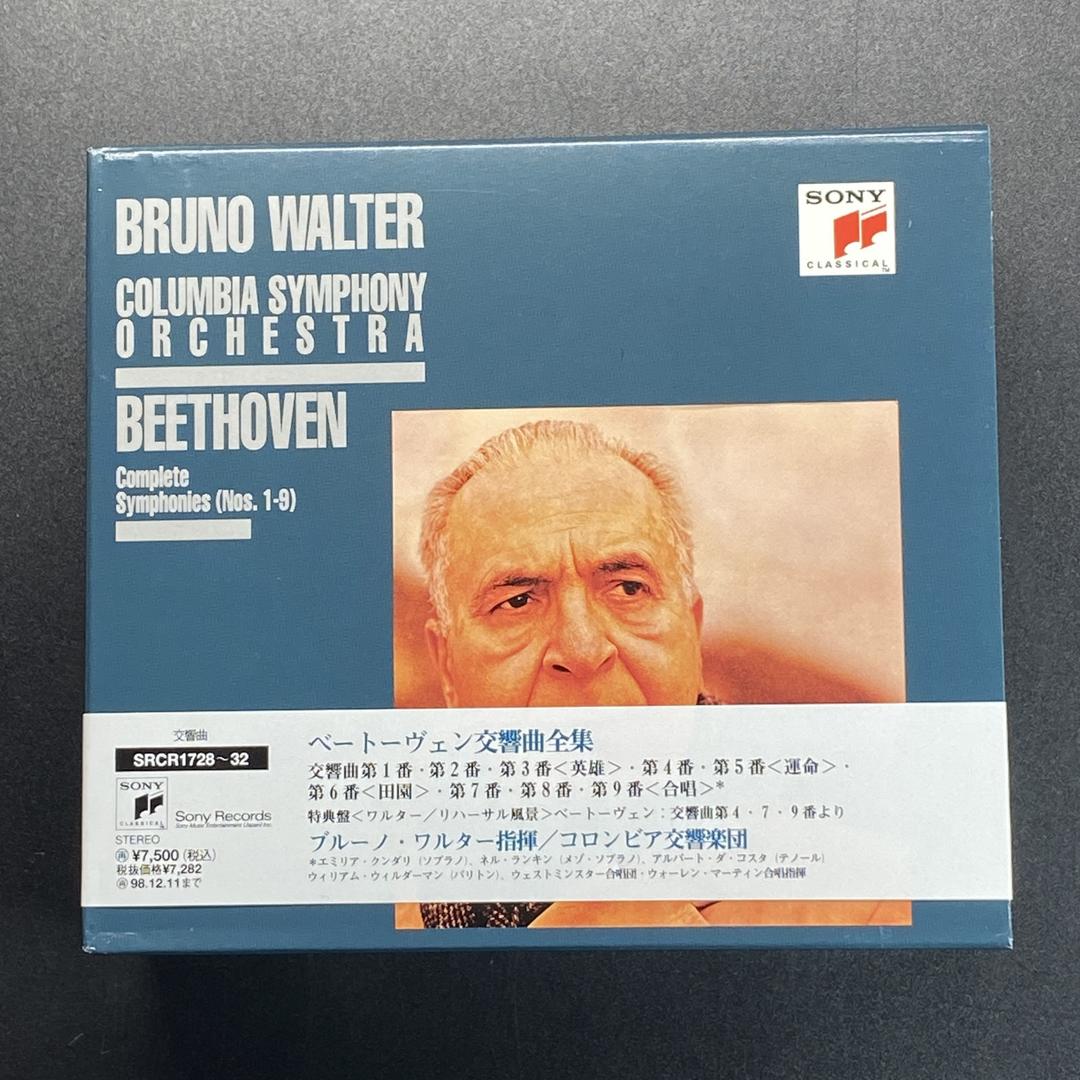 BRUNO WALTER
COLUMBIA SYMPHONY
ORCHESTRA
BEETHOVEN
Complete
Symphonies (Nos. 1-9)
SONY
CLASSICAL
TM
交響曲
SRCR1728~32
SONY
CLASSICAL
Sony Records
Sony Music Entertainment (Japan) Inc.
STEREO
再 ¥7,500 (税込)
税抜価格¥7,282
再 98.12.11まで
ベートーヴェン交響曲全集
交響曲第1番・第2番・第3番<英雄>・第4番・第5番<運命>・
第6番<田園>・第7番・第8番・第9番<合唱>*
特典盤<ワルター/リハーサル風景>ベートーヴェン:交響曲第4・7・9番より
ブルーノ・ワルター指揮/コロンビア交響楽団
*エミリア・クンダリ(ソプラノ)、ネル・ランキン(メゾ・ソプラノ)、アルバート・ダ・コスタ(テノール)
ウィリアム・ウィルダーマン(バリトン)、ウェストミンスター合唱団・ウォーレン・マーティン合唱指揮